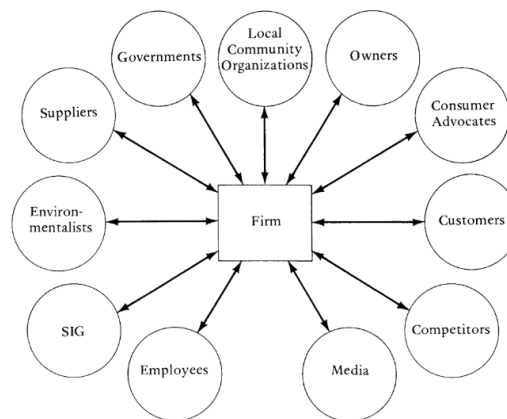 Local
Community
Organizations
Governments
Owners
Suppliers
Consumer
Advocates
Environ-
mentalists
Firm
Customers
SIG
Competitors
Employees
Media